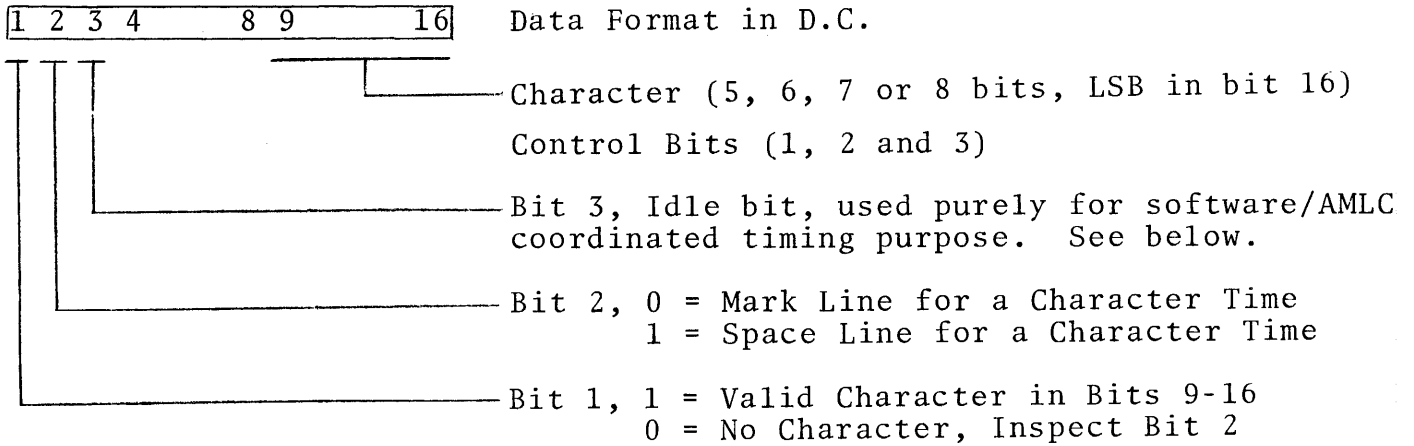 1 2 3 4 8 9 16 Data Format in D.C.
Character (5, 6, 7 or 8 bits, LSB in bit 16)
Control Bits (1, 2 and 3)
Bit 3, Idle bit, used purely for software/AMLC
coordinated timing purpose. See below.
Bit 2, 0 = Mark Line for a Character Time
1 = Space Line for a Character Time
Bit 1, 1 = Valid Character in Bits 9-16
0 = No Character, Inspect Bit 2